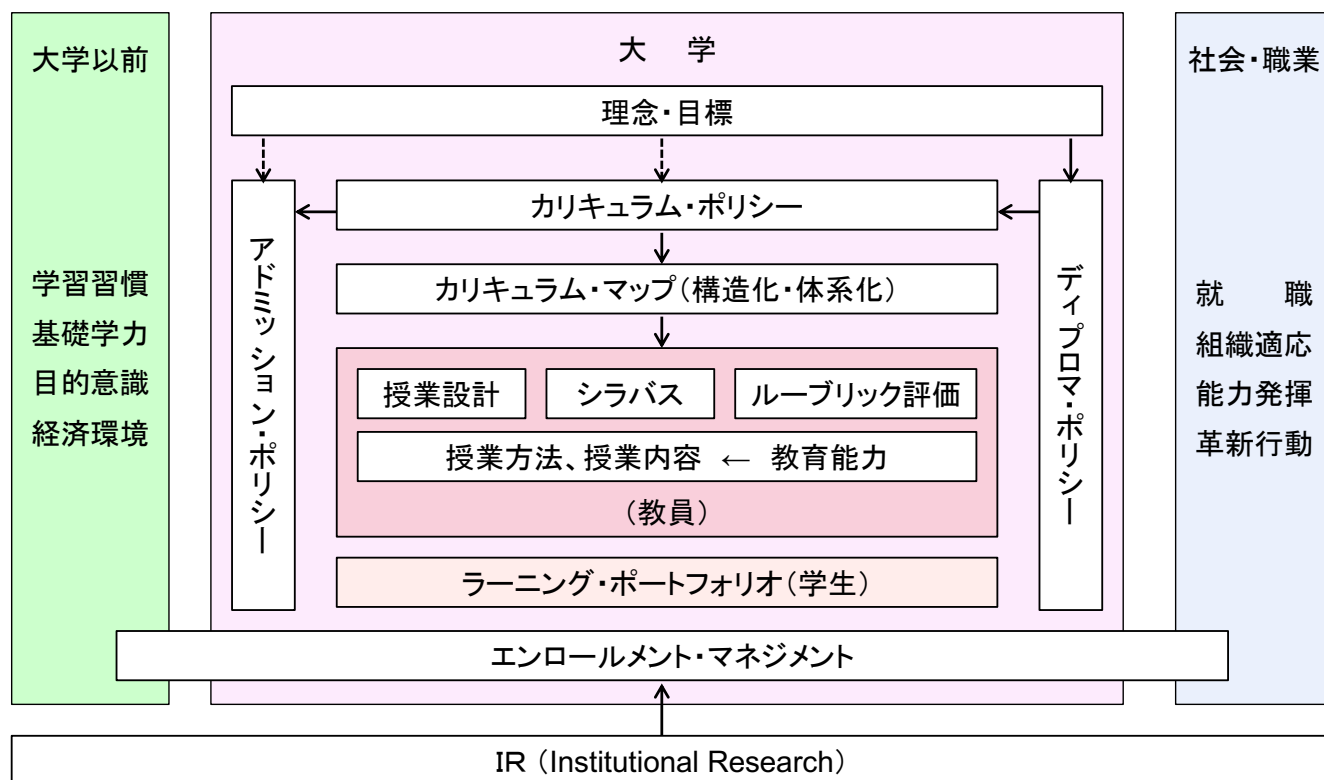 大学以前
学習習慣
基礎学力
目的意識
経済環境
大 学
理念・目標
アドミッション・ポリシー
カリキュラム・ポリシー
カリキュラム・マップ（構造化・体系化）
授業設計
シラバス
ルーブリック評価
授業方法、授業内容 ← 教育能力
（教員）
ラーニング・ポートフォリオ（学生）
ディプロマ・ポリシー
社会・職業
就 職
組織適応
能力発揮
革新行動
エンロールメント・マネジメント
IR（Institutional Research）